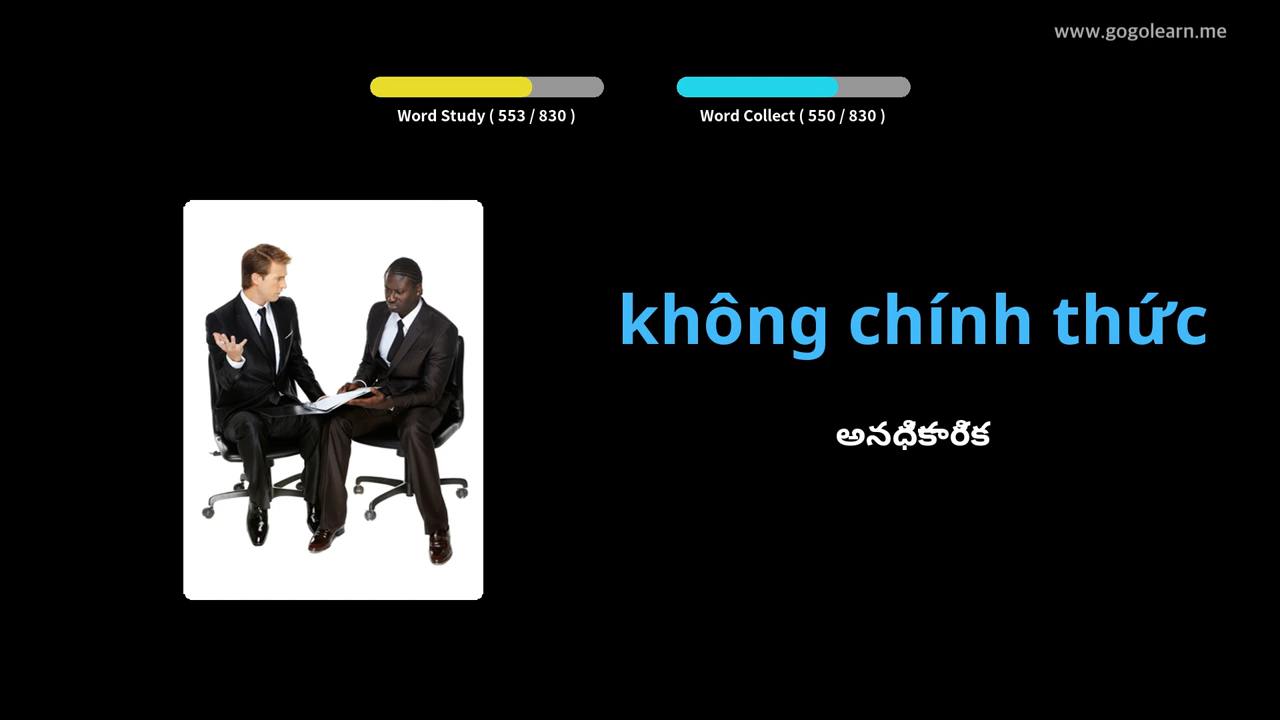 www.gogolearn.me
Word Study ( 553 / 830 )
Word Collect ( 550 / 830 )
không chính thức
అనధికారిక